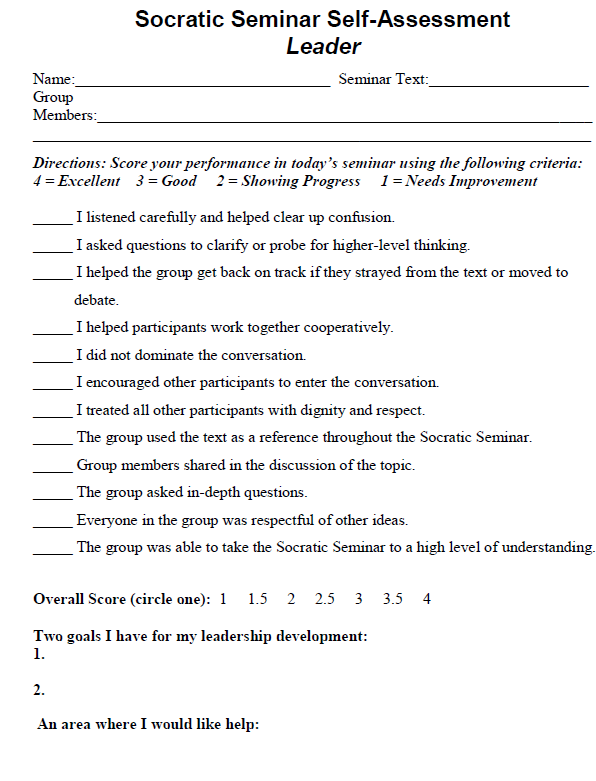 Socratic Seminar Self-Assessment
Leader
Name:__________________________________ Seminar Text:_____________________
Group
Members:__________________________________________________________________
__________________________________________________________________________
Directions: Score your performance in today's seminar using the following criteria:
4 = Excellent 3 = Good 2 = Showing Progress 1 = Needs Improvement
_____ I listened carefully and helped clear up confusion.
_____ I asked questions to clarify or probe for higher-level thinking.
_____ I helped the group get back on track if they strayed from the text or moved to
debate.
_____ I helped participants work together cooperatively.
_____ I did not dominate the conversation.
_____ I encouraged other participants to enter the conversation.
_____ I treated all other participants with dignity and respect.
_____ The group used the text as a reference throughout the Socratic Seminar.
_____ Group members shared in the discussion of the topic.
_____ The group asked in-depth questions.
_____ Everyone in the group was respectful of other ideas.
_____ The group was able to take the Socratic Seminar to a high level of understanding.
Overall Score (circle one): 1 1.5 2 2.5 3 3.5 4
Two goals I have for my leadership development:
1.
2.
An area where I would like help: